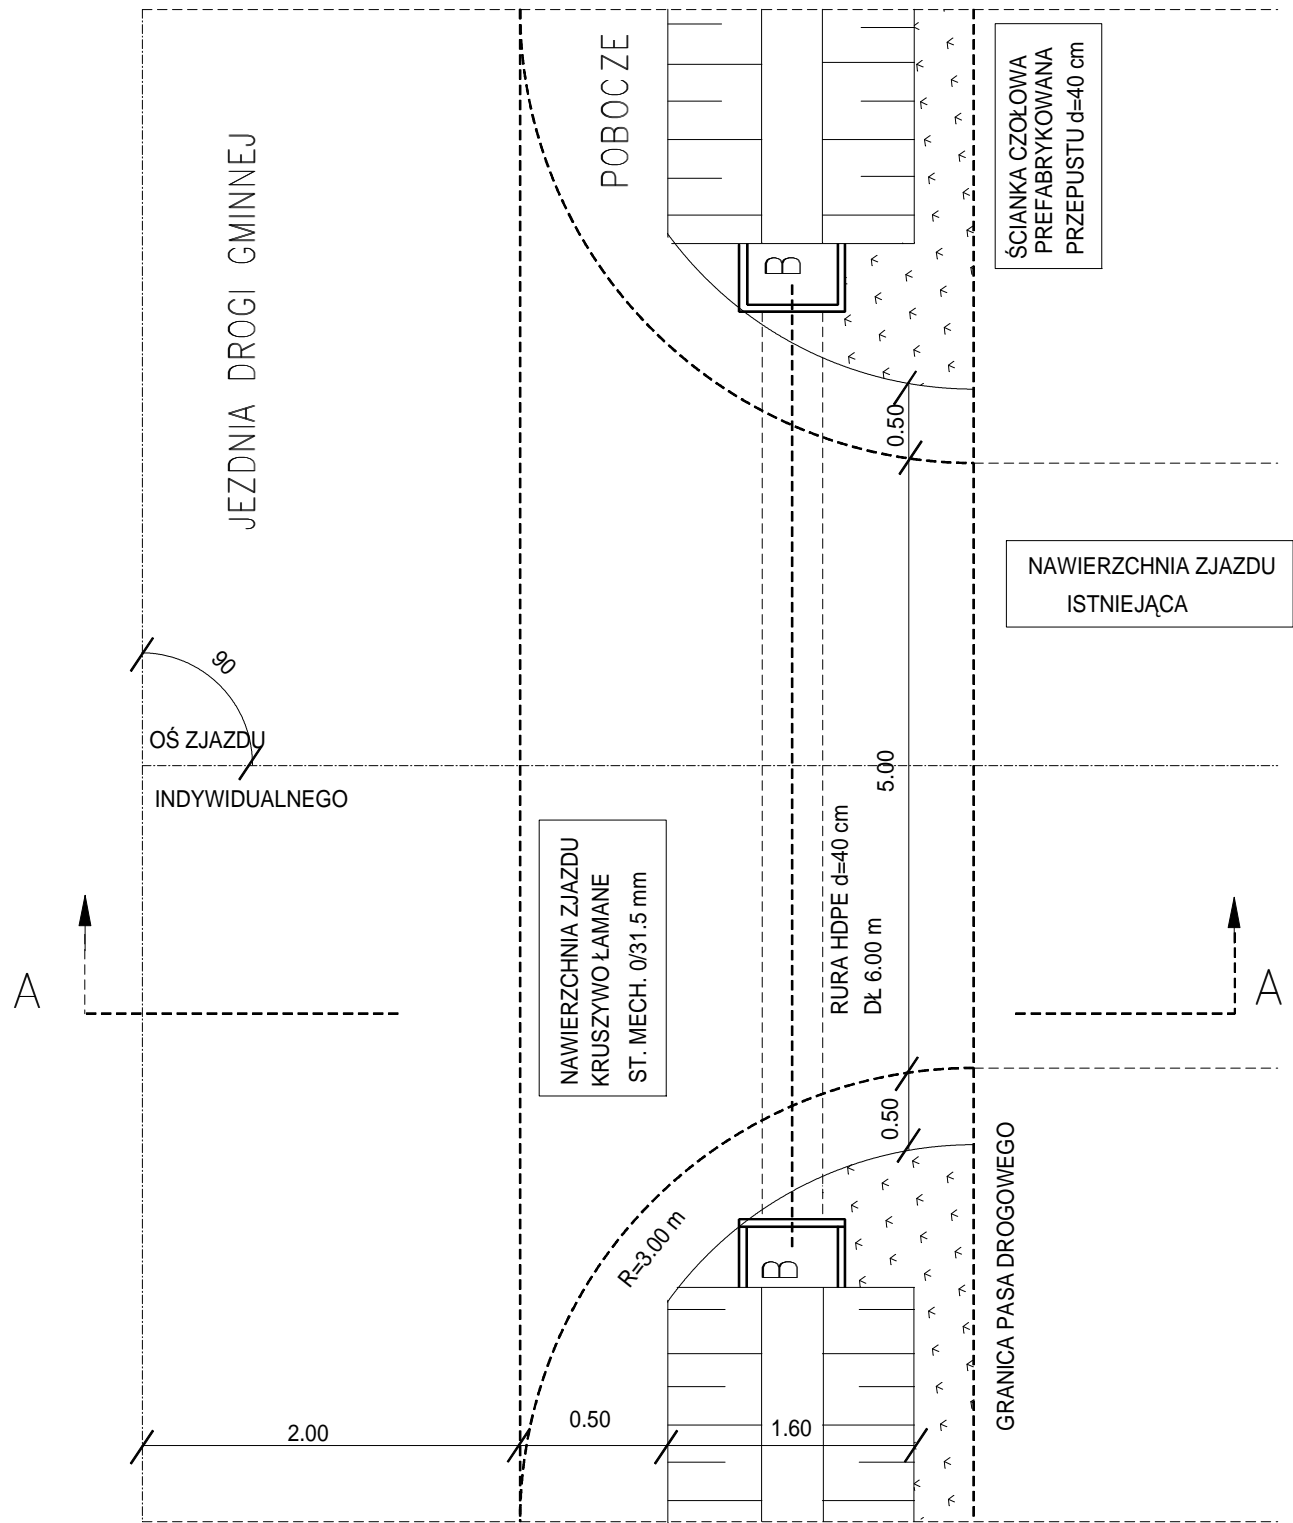 JEZDNIA DROGI GMINNEJ
POBOCZE
ŚCIANKA CZOŁOWA
PREFABRYKOWANA
PRZEPUSTU d=40 cm
B
0.50
NAWIERZCHNIA ZJAZDU
ISTNIEJĄCA
90
OŚ ZJAZDU
INDYWIDUALNEGO
5.00
NAWIERZCHNIA ZJAZDU
KRUSZYWO ŁAMANE
ST. MECH. 0/31.5 mm
RURA HDPE d=40 cm
DŁ 6.00 m
A
A
0.50
R=3.00 m
B
GRANICA PASA DROGOWEGO
2.00
0.50
1.60